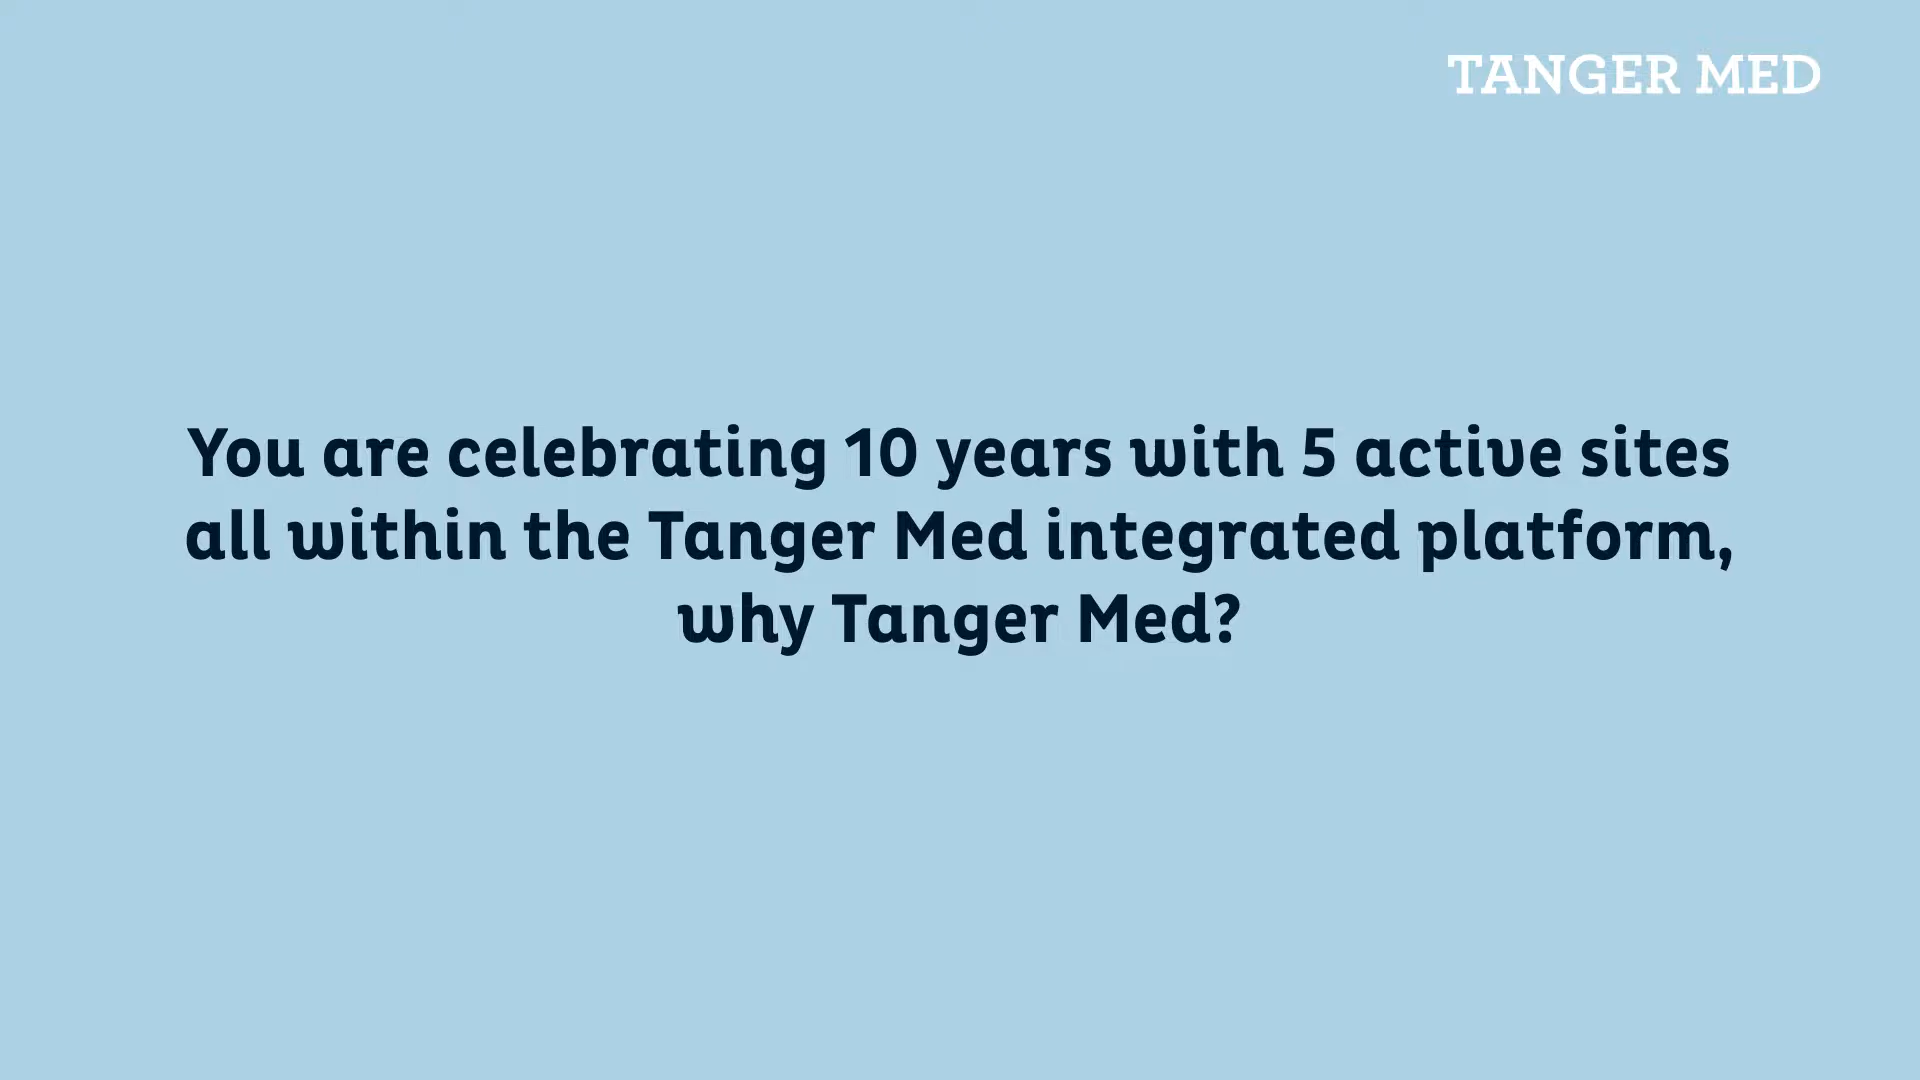 TANGER MED
You are celebrating 10 years with 5 active sites
all within the Tanger Med integrated platform,
why Tanger Med?